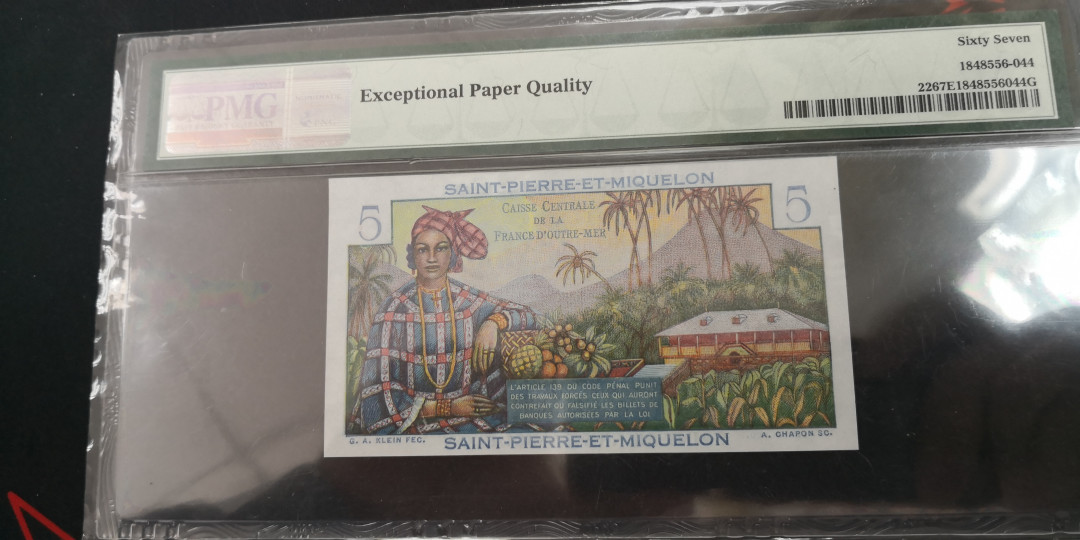 Sixty Seven
PMG
Exceptional Paper Quality
1848556-044
2267E1848556044G
SAINT-PIERRE-ET-MIQUELON
5
5
CAISSE CENTRALE
DE LA
FRANCE D'OUTRE-MER
L'ARTICLE 139 DU CODE PÉNAL PUNIT
DES TRAVAUX FORCÉS CEUX QUI AURONT
CONTREFAIT OU FALSIFIÉ LES BILLETS DE
BANQUES AUTORISÉES PAR LA LOI
G. A. KLEIN FEC.
SAINT-PIERRE-ET-MIQUELON
A. CHAPON SC.